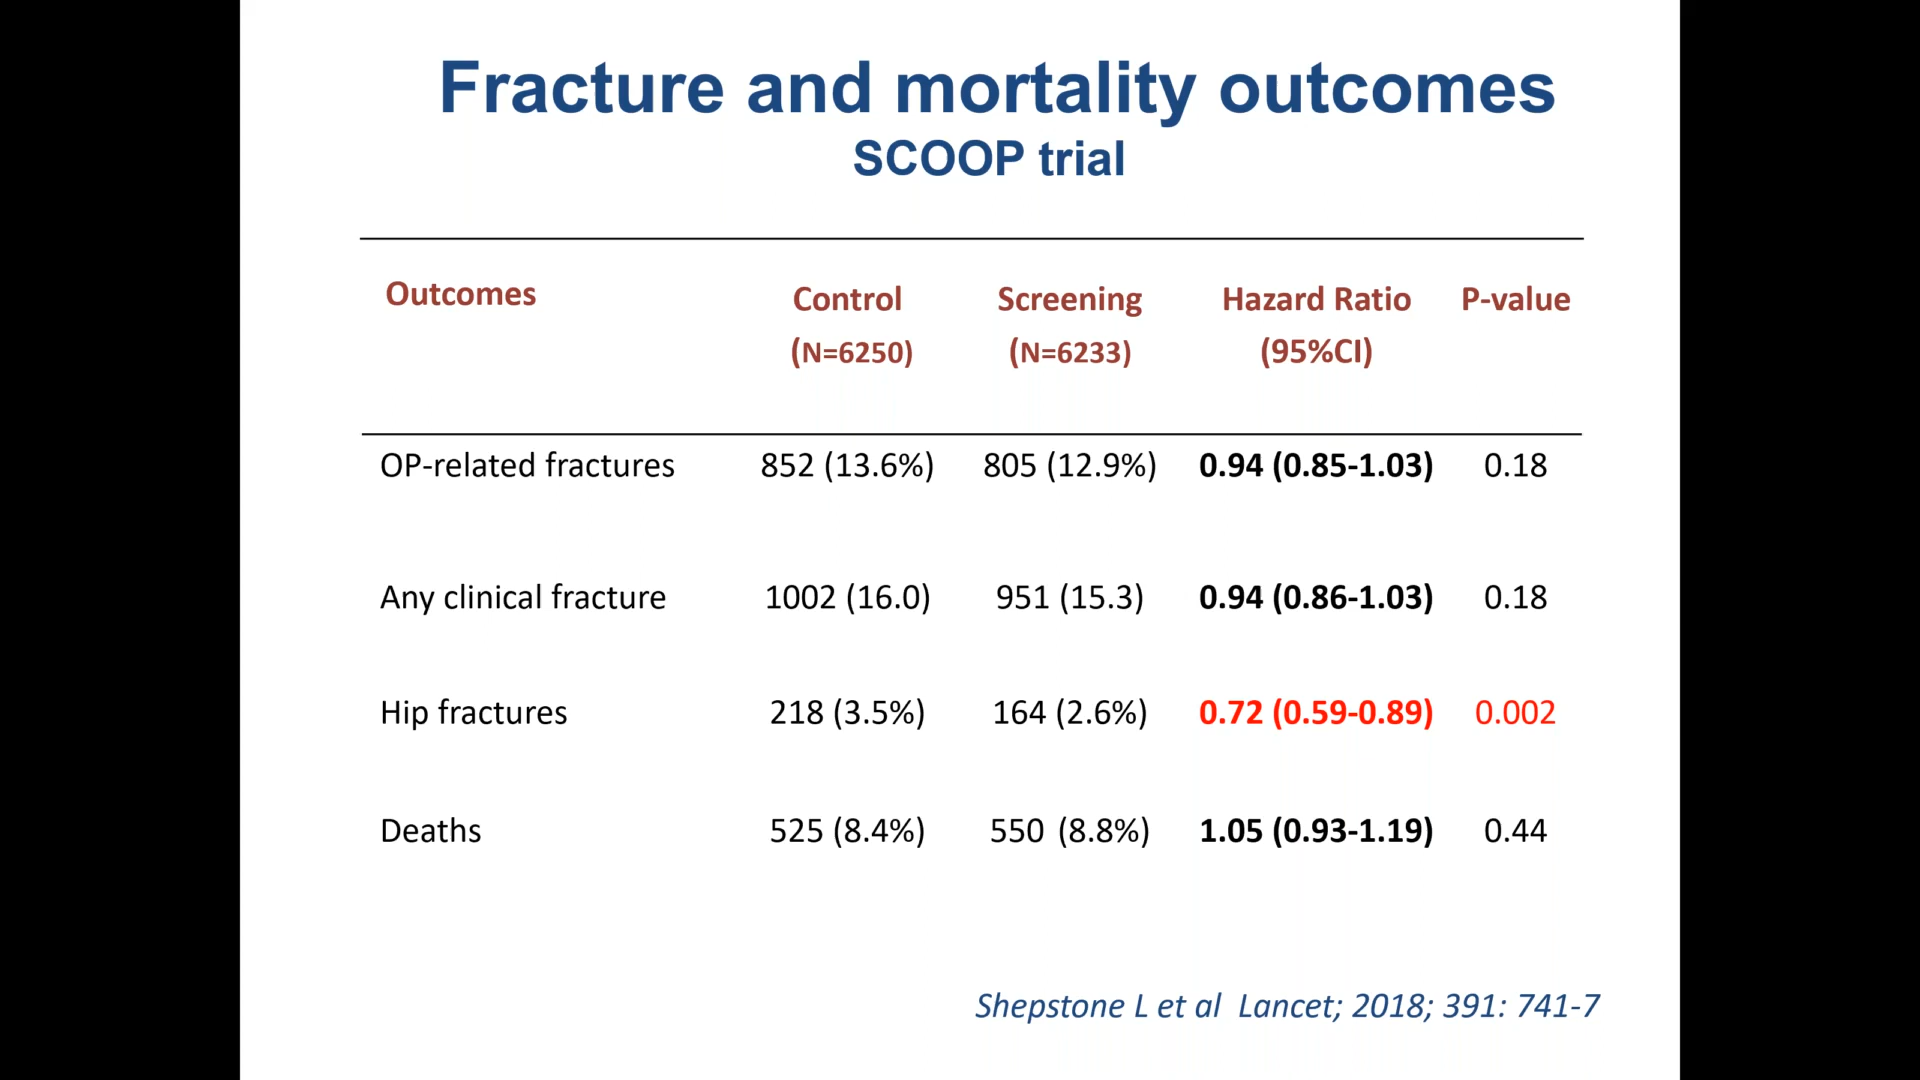 Fracture and mortality outcomes
SCOOP trial
Outcomes Control Screening Hazard Ratio P-value
(N=6250) (N=6233) (95%CI)
OP-related fractures 852 (13.6%) 805 (12.9%) 0.94 (0.85-1.03) 0.18
Any clinical fracture 1002 (16.0) 951 (15.3) 0.94 (0.86-1.03) 0.18
Hip fractures 218 (3.5%) 164 (2.6%) 0.72 (0.59-0.89) 0.002
Deaths 525 (8.4%) 550 (8.8%) 1.05 (0.93-1.19) 0.44
Shepstone L et al Lancet; 2018; 391: 741-7